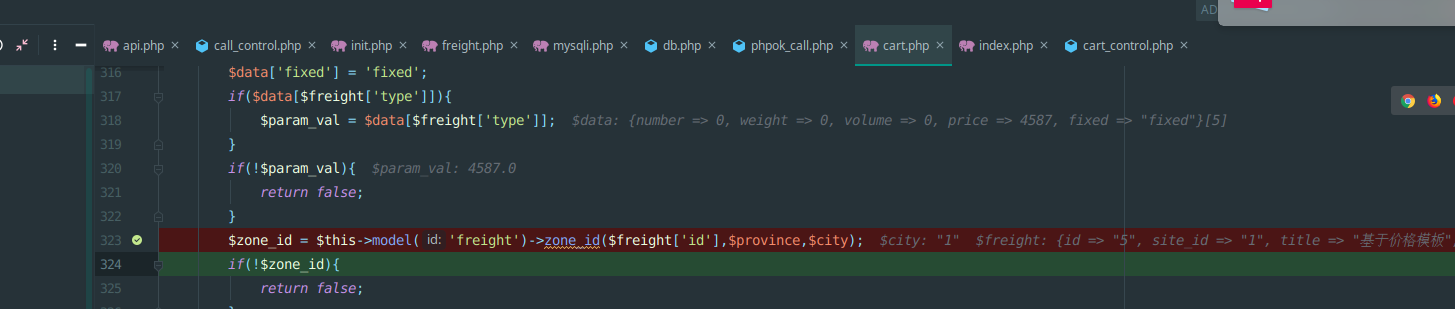 AD
api.php × call_control.php × init.php × freight.php × mysqli.php × db.php × phpok_call.php × cart.php × index.php × cart_control.php ×
316 $data['fixed'] = 'fixed';
317 if($data[$freight['type']]){
318 $param_val = $data[$freight['type']]; $data: {number => 0, weight => 0, volume => 0, price => 4587, fixed => "fixed"}[5]
319 }
320 if(!$param_val){ $param_val: 4587.0
321 return false;
322 }
323 $zone_id = $this->model( id: 'freight')->zone_id($freight['id'],$province,$city); $city: "1" $freight: {id => "5", site_id => "1", title => "基于价格模板"
324 if(!$zone_id){
325 return false;